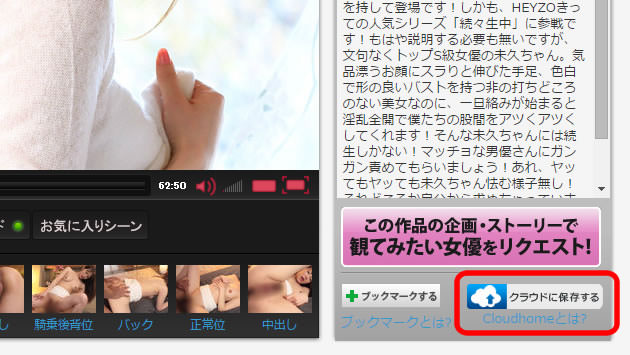 を持して登場です！しかも、HEYZOきっ
ての人気シリーズ「続々生中」に参戦で
す！もはや説明する必要も無いですが、
文句なくトップS級女優の未久ちゃん。気
品漂うお顔にスラリと伸びた手足、色白
で形の良いバストを持つ非の打ちどころ
のない美女なのに、一旦絡みが始まると
淫乱全開で僕たちの股間をアツくアツく
してくれます！そんな未久ちゃんには続
生しかない！マッチョな男優さんにガン
ガン責めてもらいましょう！あれ、ヤッ
てもヤッても未久ちゃん怯む様子無し！
62:50
ド
お気に入りシーン
し
騎乗後背位
バック
正常位
中出し
この作品の企画・ストーリーで
観てみたい女優をリクエスト!
ブックマークする
ブックマークとは?
クラウドに保存する
Cloudhomeとは?